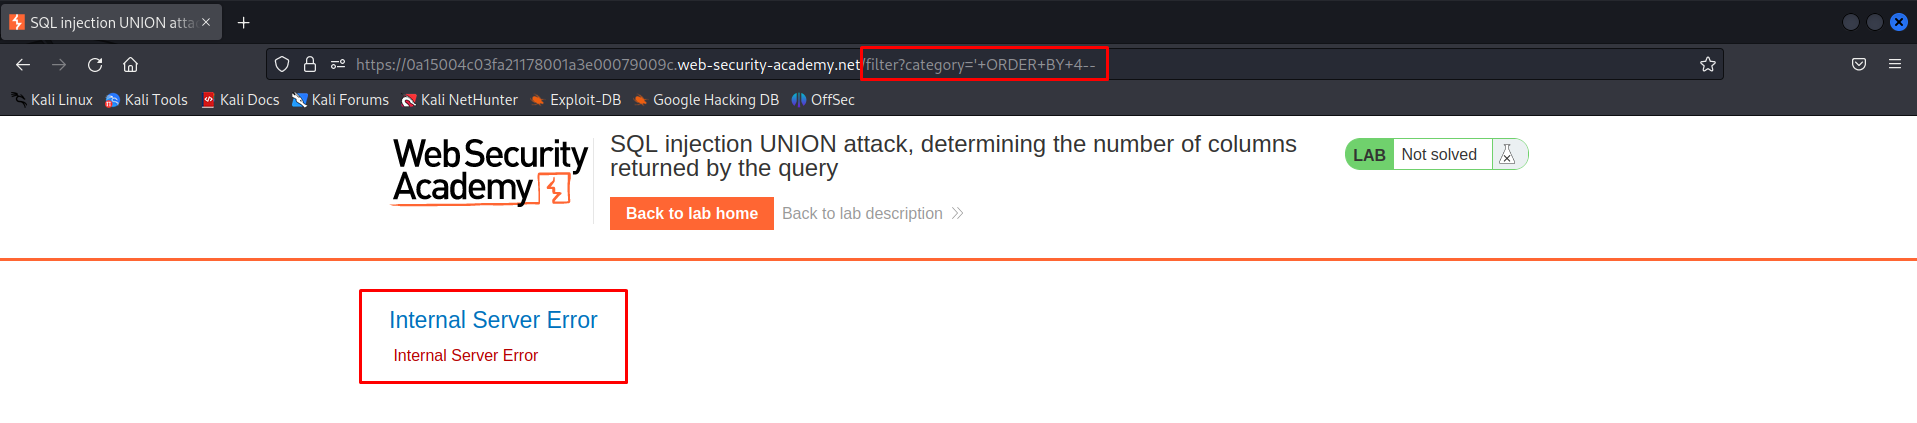 SQL injection UNION atta
https://0a15004c03fa21178001a3e00079009c.web-security-academy.net/filter?category='+ORDER+BY+4--
Kali Linux Kali Tools Kali Docs Kali Forums Kali NetHunter Exploit-DB Google Hacking DB OffSec
Web Security
Academy
SQL injection UNION attack, determining the number of columns
returned by the query
LAB Not solved
Back to lab home Back to lab description
Internal Server Error
Internal Server Error